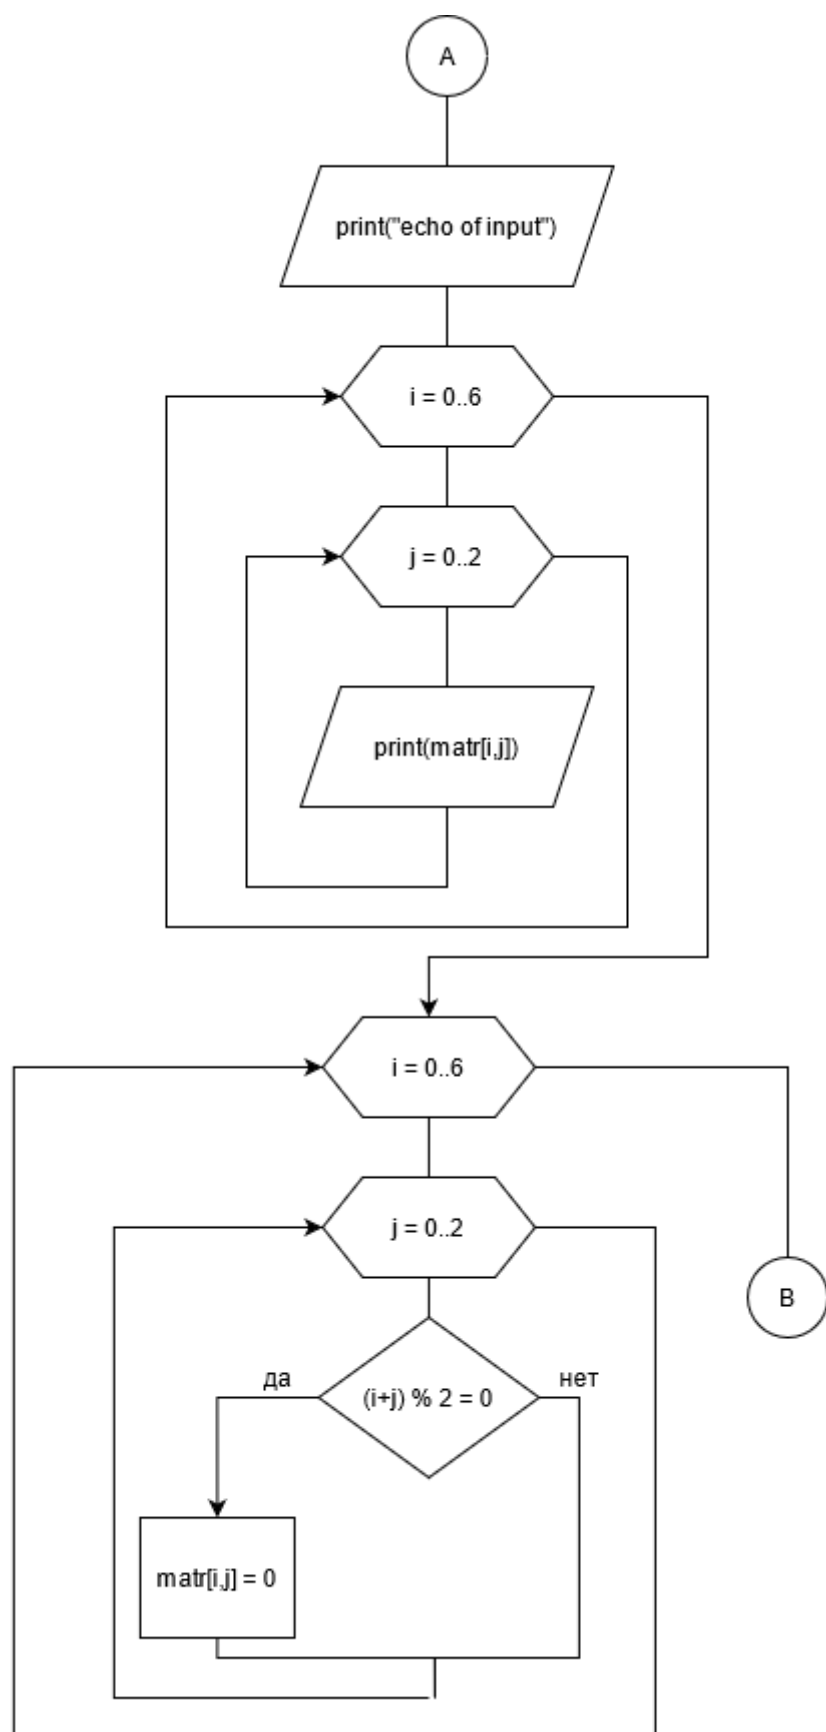 A
print("echo of input")
i = 0..6
j = 0..2
print(matr[i,j])
i = 0..6
j = 0..2
B
да
(i+j) % 2 = 0
нет
matr[i,j] = 0